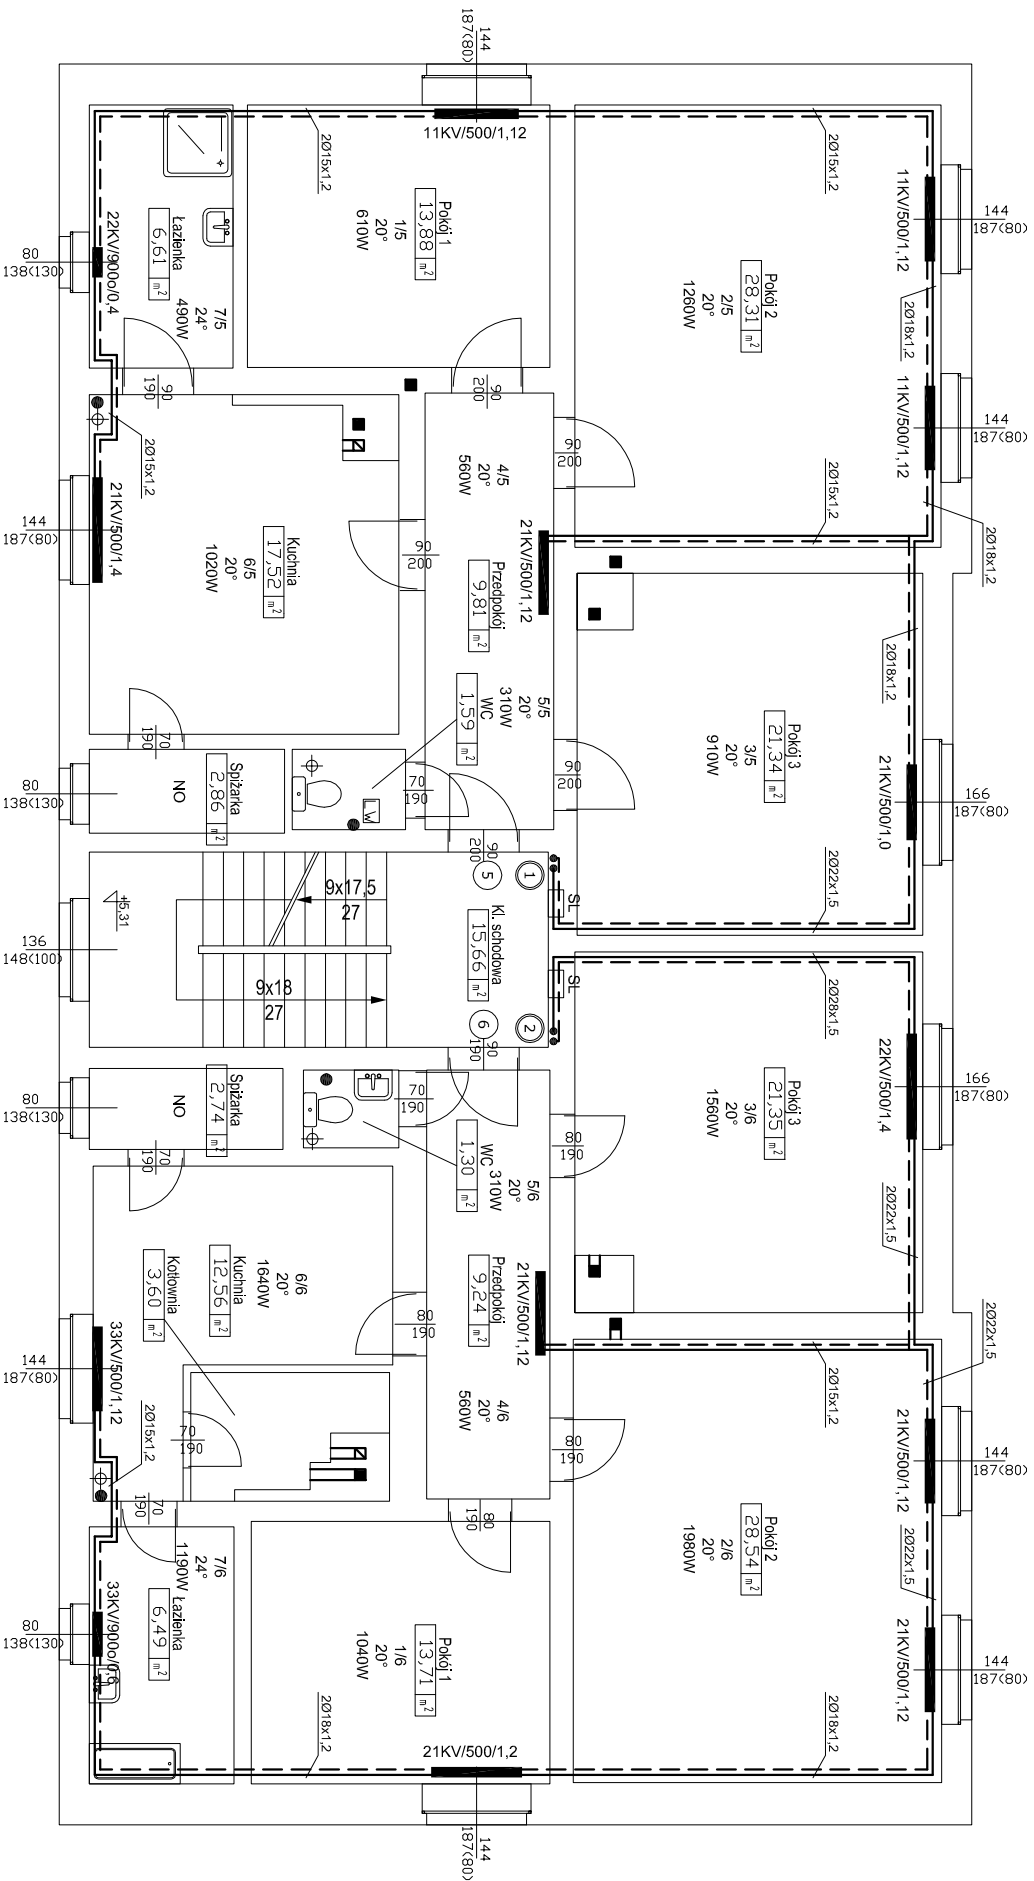 144
187(80)
11KV/500/1,12
2Ø15x1,2
2Ø15x1,2
11KV/500/1,12
144
187(80)
Łazienka
6,61 m²
7/5
24°
490W
22KV/900o/0,4
80
138(130)
Pokój 1
13,88 m²
1/5
20°
610W
Pokój 2
28,31 m²
2/5
20°
1260W
2Ø18x1,2
11KV/500/1,12
144
187(80)
90
190
90
200
90
200
2Ø15x1,2
2Ø15x1,2
2Ø18x1,2
4/5
20°
560W
21KV/500/1,4
144
187(80)
Kuchnia
17,52 m²
6/5
20°
1020W
90
200
21KV/500/1,12
Przedpokój
9,81 m²
2Ø18x1,2
5/5
20°
310W
WC
1,59 m²
Pokój 3
21,34 m²
3/5
20°
910W
21KV/500/1,0
166
187(80)
70
190
80
138(130)
NO
Spiżarka
2,86 m²
LW
70
190
90
200
90
200
5
1
SL
2Ø22x1,5
9x17,5
27
+5,31
136
148(100)
Kl. schodowa
15,66 m²
9x18
27
SL
6
2
2Ø28x1,5
90
190
22KV/500/1,4
166
187(80)
80
138(130)
NO
Spiżarka
2,74 m²
70
190
70
190
WC
1,30 m²
5/6
20°
310W
80
190
Pokój 3
21,35 m²
3/6
20°
1560W
2Ø22x1,5
Kotłownia
3,60 m²
Kuchnia
12,56 m²
6/6
20°
1640W
Przedpokój
9,24 m²
21KV/500/1,12
2Ø22x1,5
80
190
33KV/500/1,12
144
187(80)
2Ø15x1,2
70
190
4/6
20°
560W
80
190
2Ø15x1,2
21KV/500/1,12
144
187(80)
70
190
80
190
2Ø22x1,5
7/6
24°
1190W
Łazienka
6,49 m²
33KV/900o/0,6
80
138(130)
Pokój 1
13,71 m²
1/6
20°
1040W
Pokój 2
28,54 m²
2/6
20°
1980W
21KV/500/1,12
144
187(80)
2Ø18x1,2
2Ø18x1,2
21KV/500/1,2
144
187(80)